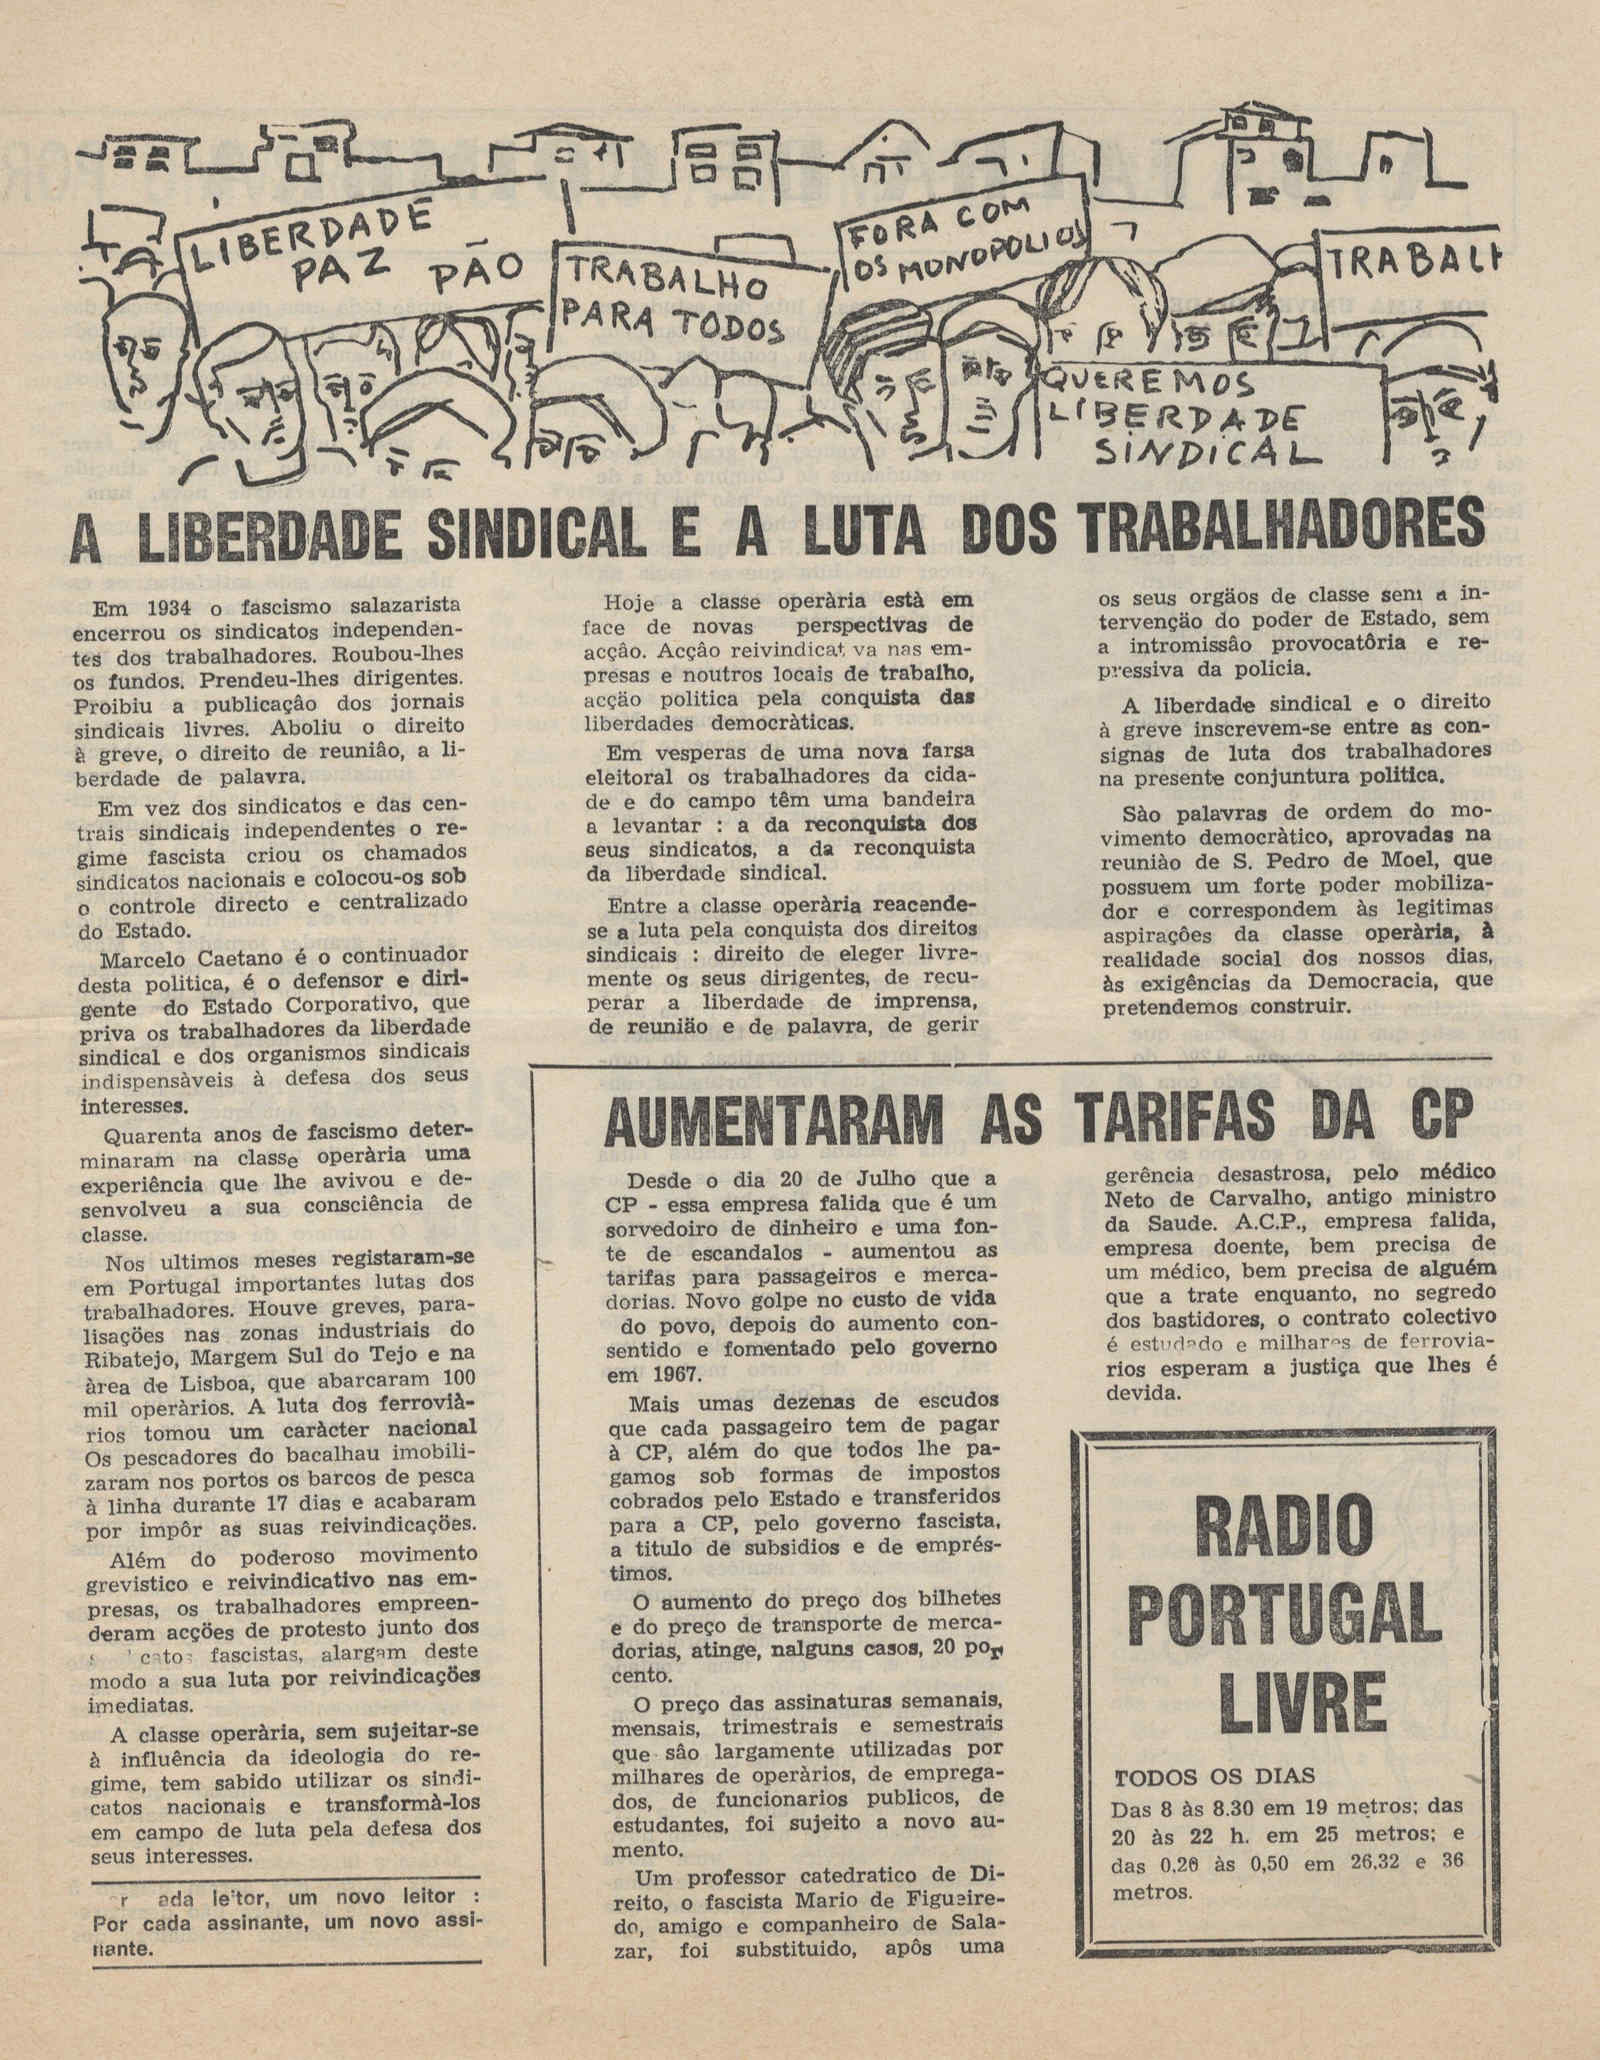 LIBERDADE
PAZ PÃO
TRABALHO
PARA TODOS
FORA COM
OS MONOPOLIOS
TRABALH
QUEREMOS
LIBERDADE
SINDICAL
A LIBERDADE SINDICAL E A LUTA DOS TRABALHADORES
Em 1934 o fascismo salazarista
encerrou os sindicatos independen-
tes dos trabalhadores. Roubou-lhes
os fundos. Prendeu-lhes dirigentes.
Proibiu a publicação dos jornais
sindicais livres. Aboliu o direito
à greve, o direito de reuniâo, a li-
berdade de palavra.
Em vez dos sindicatos e das cen-
trais sindicais independentes o re-
gime fascista criou os chamados
sindicatos nacionais e colocou-os sob
o controle directo e centralizado
do Estado.
Marcelo Caetano é o continuador
desta politica, é o defensor e diri-
gente do Estado Corporativo, que
priva os trabalhadores da liberdade
sindical e dos organismos sindicais
indispensàveis à defesa dos seus
interesses.
Quarenta anos de fascismo deter-
minaram na classe operària uma
experiência que lhe avivou e de-
senvolveu a sua consciência de
classe.
Nos ultimos meses registaram-se
em Portugal importantes lutas dos
trabalhadores. Houve greves, para-
lisações nas zonas industriais do
Ribatejo, Margem Sul do Tejo e na
àrea de Lisboa, que abarcaram 100
mil operàrios. A luta dos ferrovià-
rios tomou um caràcter nacional
Os pescadores do bacalhau imobili-
zaram nos portos os barcos de pesca
à linha durante 17 dias e acabaram
por impôr as suas reivindicações.
Além do poderoso movimento
grevistico e reivindicativo nas em-
presas, os trabalhadores empreen-
deram acções de protesto junto dos
fascistas, alargam deste
modo a sua luta por reivindicações
imediatas.
A classe operària, sem sujeitar-se
à influência da ideologia do re-
gime, tem sabido utilizar os sindi-
catos nacionais e transformà-los
em campo de luta pela defesa dos
seus interesses.
leitor, um novo leitor :
Por cada assinante, um novo assi-
nante.
Hoje a classe operària està em
face de novas perspectivas de
acçâo. Acçâo reivindicativa nas em-
presas e noutros locais de trabalho,
acçäo politica pela conquista das
liberdades democràticas.
Em vesperas de uma nova farsa
eleitoral os trabalhadores da cida-
de e do campo têm uma bandeira
a levantar : a da reconquista dos
seus sindicatos, a da reconquista
da liberdade sindical.
Entre a classe operària reacende-
se a luta pela conquista dos direitos
sindicais : direito de eleger livre-
mente os seus dirigentes, de recu-
perar a liberdade de imprensa,
de reuniäo e de palavra, de gerir
os seus orgäos de classe sem a in-
tervençäo do poder de Estado, sem
a intromissâo provocatôria e re-
pressiva da policia.
A liberdade sindical e o direito
à greve inscrevem-se entre as con-
signas de luta dos trabalhadores
na presente conjuntura politica.
Sào palavras de ordem do mo-
vimento democràtico, aprovadas na
reuniào de S. Pedro de Moel, que
possuem um forte poder mobiliza-
dor e correspondem às legitimas
aspiraçôes da classe operària, à
realidade social dos nossos dias,
às exigências da Democracia, que
pretendemos construir.
AUMENTARAM AS TARIFAS DA CP
Desde o dia 20 de Julho que a
CP - essa empresa falida que é um
sorvedoiro de dinheiro e uma fon-
te de escandalos - aumentou as
tarifas para passageiros e merca-
dorias. Novo golpe no custo de vida
do povo, depois do aumento con-
sentido e fomentado pelo governo
em 1967.
Mais umas dezenas de escudos
que cada passageiro tem de pagar
à CP, além do que todos lhe pa-
gamos sob formas de impostos
cobrados pelo Estado e transferidos
para a CP, pelo governo fascista,
a titulo de subsidios e de emprés-
timos.
O aumento do preço dos bilhetes
e do preço de transporte de merca-
dorias, atinge, nalguns casos, 20 por
cento.
O preço das assinaturas semanais,
mensais, trimestrais e semestrais
que sâo largamente utilizadas por
milhares de operàrios, de emprega-
dos, de funcionarios publicos, de
estudantes, foi sujeito a novo au-
mento.
Um professor catedratico de Di-
reito, o fascista Mario de Figueire-
do, amigo e companheiro de Sala-
zar, foi substituido, apôs uma
gerência desastrosa, pelo médico
Neto de Carvalho, antigo ministro
da Saude. A.C.P., empresa falida,
empresa doente, bem precisa de
um médico, bem precisa de alguém
que a trate enquanto, no segredo
dos bastidores, o contrato colectivo
é estudado e milhares de ferrovia-
rios esperam a justiça que lhes é
devida.
RADIO
PORTUGAL
LIVRE
TODOS OS DIAS
Das 8 às 8.30 em 19 metros; das
20 às 22 h. em 25 metros; e
das 0,20 às 0,50 em 26,32 e 36
metros.